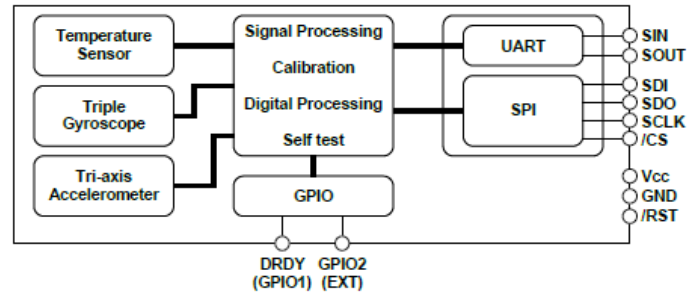 Temperature
Sensor
Triple
Gyroscope
Tri-axis
Accelerometer
Signal Processing
Calibration
Digital Processing
Self test
GPIO
UART
SPI
SIN
SOUT
SDI
SDO
SCLK
/CS
Vcc
GND
/RST
DRDY
(GPIO1)
GPIO2
(EXT)